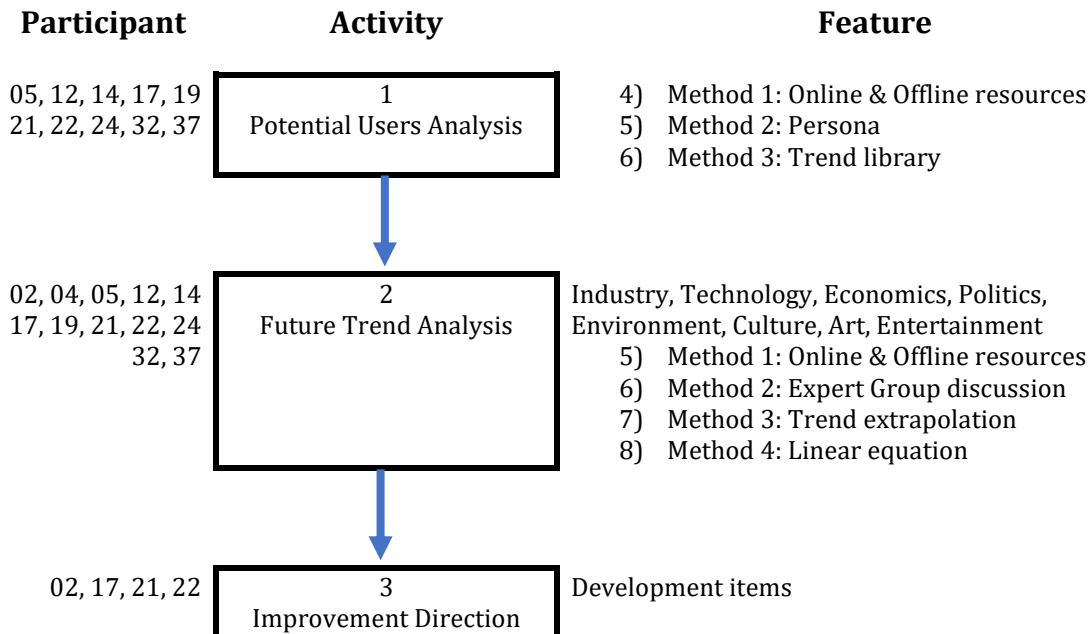 Participant Activity Feature
05, 12, 14, 17, 19
21, 22, 24, 32, 37
1
Potential Users Analysis
4) Method 1: Online & Offline resources
5) Method 2: Persona
6) Method 3: Trend library
02, 04, 05, 12, 14
17, 19, 21, 22, 24
32, 37
2
Future Trend Analysis
Industry, Technology, Economics, Politics,
Environment, Culture, Art, Entertainment
5) Method 1: Online & Offline resources
6) Method 2: Expert Group discussion
7) Method 3: Trend extrapolation
8) Method 4: Linear equation
02, 17, 21, 22
3
Improvement Direction
Development items